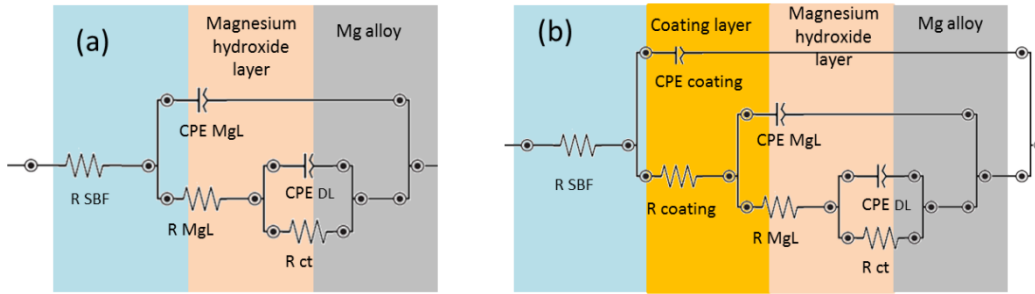 (a)
Magnesium
hydroxide
layer
Mg alloy
CPE MgL
R SBF
CPE DL
R MgL
R ct
(b)
Coating layer
Magnesium
hydroxide
layer
Mg alloy
CPE coating
CPE MgL
R SBF
R coating
CPE DL
R MgL
R ct